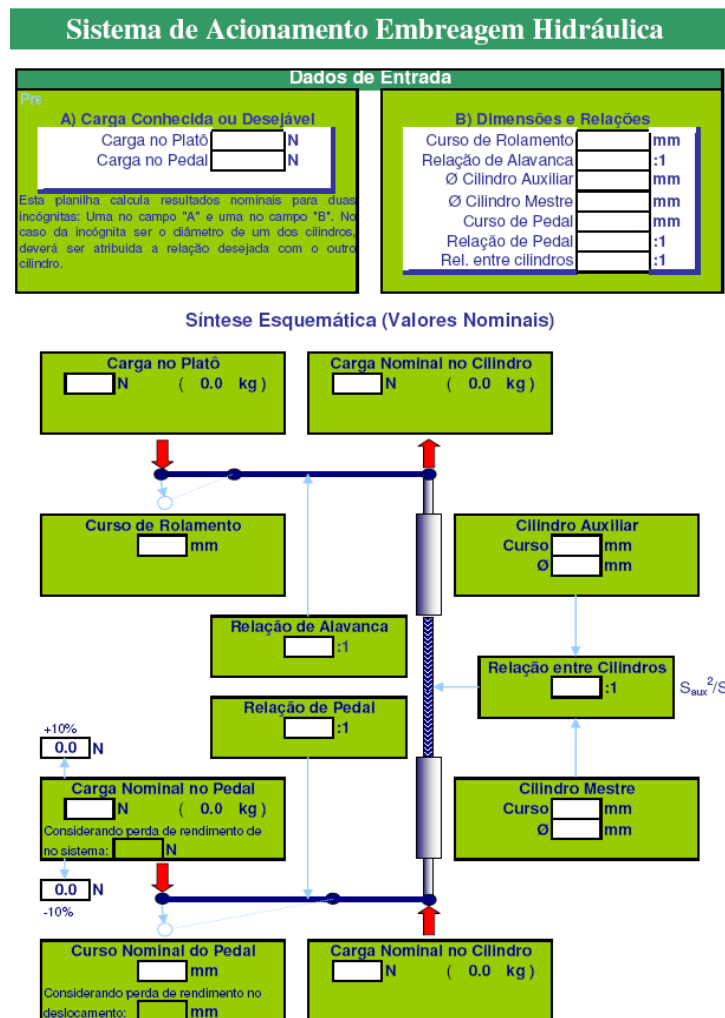 Sistema de Acionamento Embreagem Hidráulica
Dados de Entrada
Pre
A) Carga Conhecida ou Desejável
Carga no Platô N
Carga no Pedal N
Esta planilha calcula resultados nominais para duas
incógnitas: Uma no campo "A" e uma no campo "B". No
caso da incógnita ser o diâmetro de um dos cilindros,
deverá ser atribuida a relação desejada com o outro
cilindro.
B) Dimensões e Relações
Curso de Rolamento mm
Relação de Alavanca :1
Ø Cilindro Auxiliar mm
Ø Cilindro Mestre mm
Curso de Pedal mm
Relação de Pedal :1
Rel. entre cilindros :1
Síntese Esquemática (Valores Nominais)
Carga no Platô
N ( 0.0 kg )
Carga Nominal no Cilindro
N ( 0.0 kg )
Curso de Rolamento
mm
Cilindro Auxiliar
Curso mm
Ø mm
Relação de Alavanca
:1
Relação entre Cilindros
:1
Saux²/S
Relação de Pedal
:1
+10%
0.0 N
Carga Nominal no Pedal
N ( 0.0 kg )
Considerando perda de rendimento de
no sistema: N
0.0 N
-10%
Cilindro Mestre
Curso mm
Ø mm
Curso Nominal do Pedal
mm
Considerando perda de rendimento no
deslocamento: mm
Carga Nominal no Cilindro
N ( 0.0 kg )